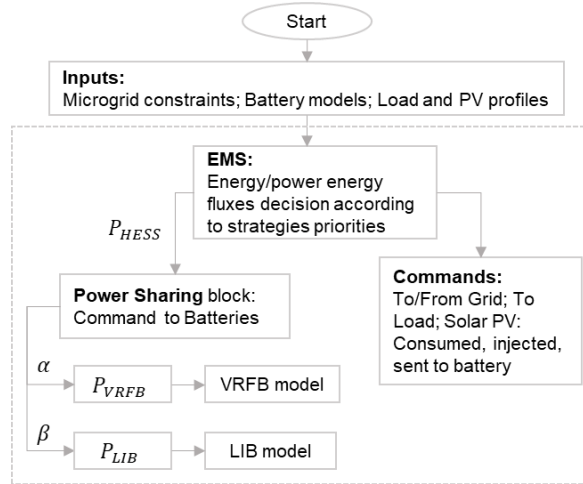 Start
Inputs:
Microgrid constraints; Battery models; Load and PV profiles
EMS:
Energy/power energy
fluxes decision according
to strategies priorities
P_HESS
Commands:
To/From Grid; To
Load; Solar PV:
Consumed, injected,
sent to battery
Power Sharing block:
Command to Batteries
α
P_VRFB
VRFB model
β
P_LIB
LIB model